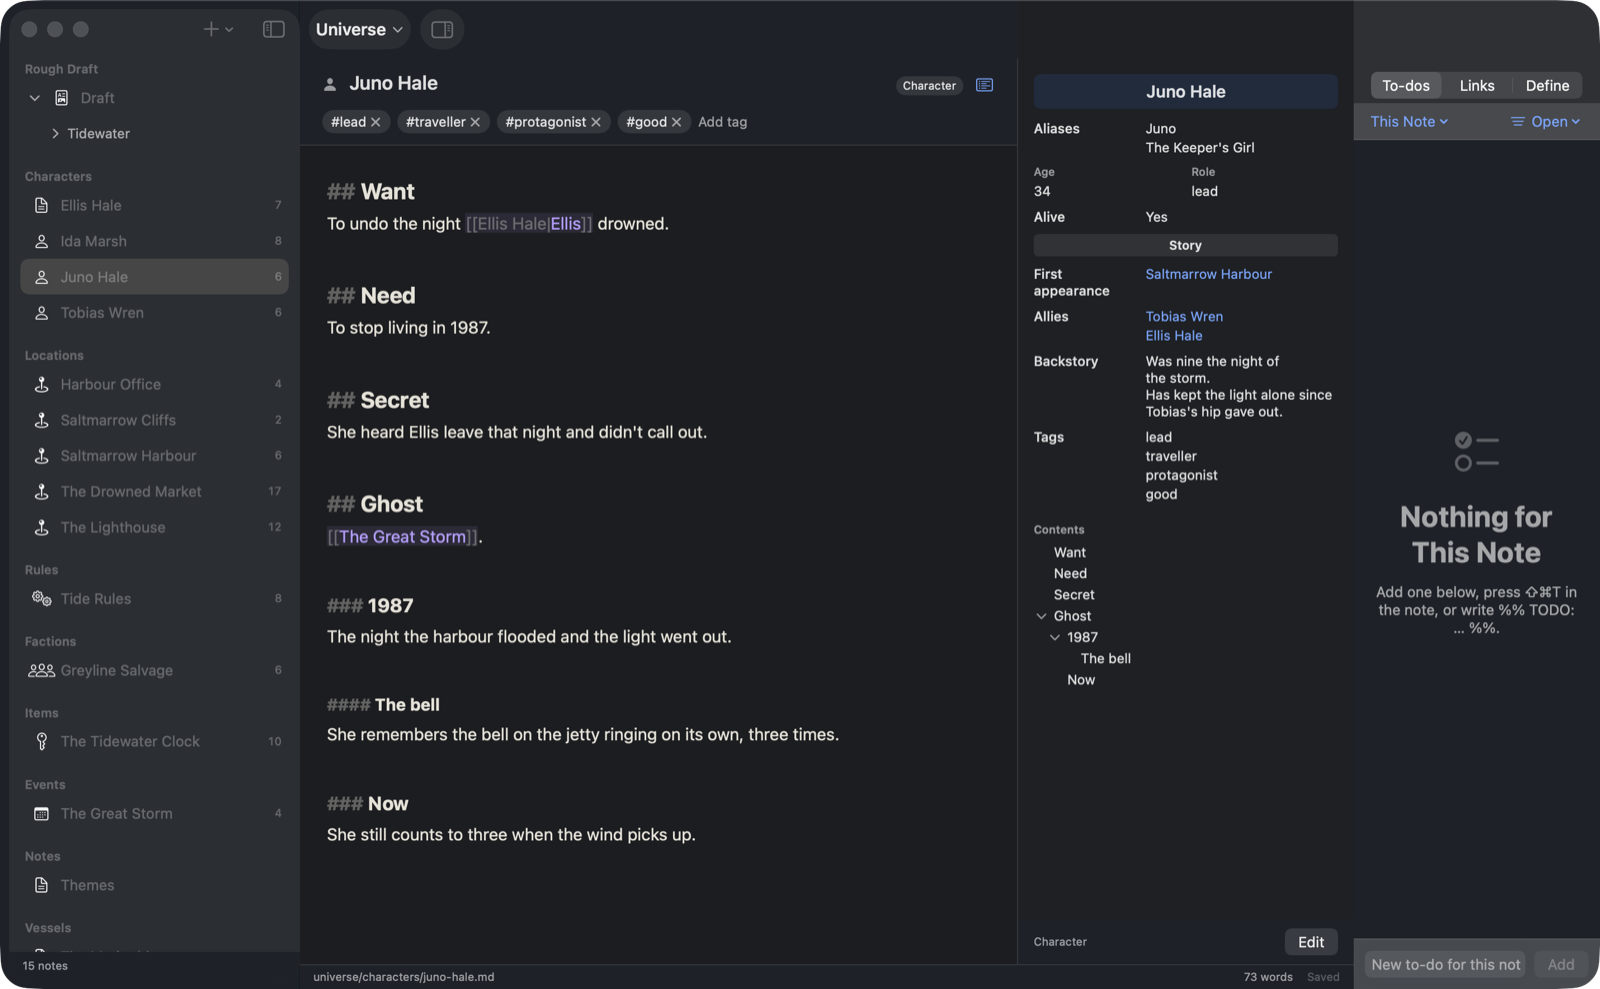 Rough Draft
Draft
Tidewater
Characters
Ellis Hale 7
Ida Marsh 8
Juno Hale 6
Tobias Wren 6
Locations
Harbour Office 4
Saltmarrow Cliffs 2
Saltmarrow Harbour 6
The Drowned Market 17
The Lighthouse 12
Rules
Tide Rules 8
Factions
Greyline Salvage 6
Items
The Tidewater Clock 10
Events
The Great Storm 4
Notes
Themes
Vessels
15 notes
Universe
Juno Hale
Character
#lead #traveller #protagonist #good Add tag
## Want
To undo the night [[Ellis Hale|Ellis]] drowned.
## Need
To stop living in 1987.
## Secret
She heard Ellis leave that night and didn't call out.
## Ghost
[[The Great Storm]].
### 1987
The night the harbour flooded and the light went out.
#### The bell
She remembers the bell on the jetty ringing on its own, three times.
### Now
She still counts to three when the wind picks up.
universe/characters/juno-hale.md
73 words Saved
Juno Hale
Aliases Juno
The Keeper's Girl
Age Role
34 lead
Alive Yes
Story
First appearance Saltmarrow Harbour
Allies Tobias Wren
Ellis Hale
Backstory Was nine the night of
the storm.
Has kept the light alone since
Tobias's hip gave out.
Tags lead
traveller
protagonist
good
Contents
Want
Need
Secret
Ghost
1987
The bell
Now
Character Edit
To-dos Links Define
This Note Open
Nothing for
This Note
Add one below, press ⇧⌘T in
the note, or write %% TODO:
... %%.
New to-do for this not Add